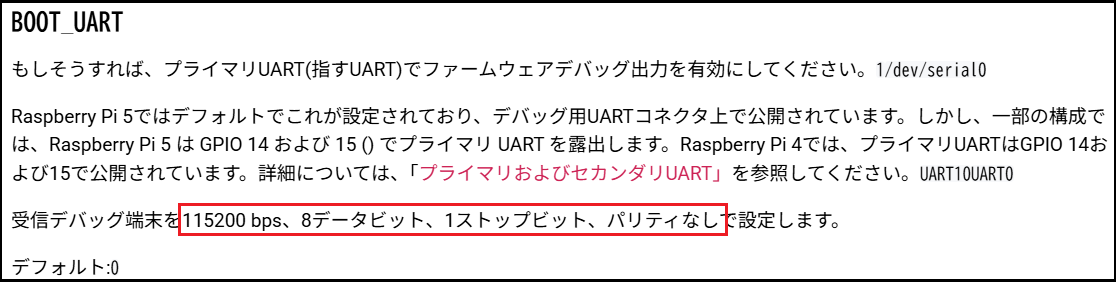 BOOT_UART
もしそうすれば、プライマリUART(指すUART)でファームウェアデバッグ出力を有効にしてください。1/dev/serial0
Raspberry Pi 5ではデフォルトでこれが設定されており、デバッグ用UARTコネクタ上で公開されています。しかし、一部の構成で
は、Raspberry Pi 5 は GPIO 14 および 15 () でプライマリ UART を露出します。Raspberry Pi 4では、プライマリUARTはGPIO 14お
よび15で公開されています。詳細については、「プライマリおよびセカンダリUART」を参照してください。UART10UART0
受信デバッグ端末を115200 bps、8データビット、1ストップビット、パリティなしで設定します。
デフォルト:0